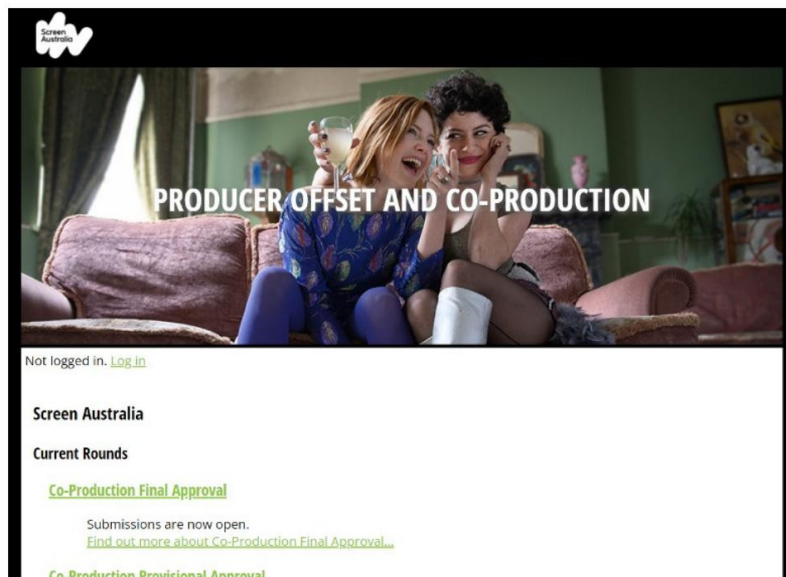 Screen
Australia
PRODUCER OFFSET AND CO-PRODUCTION
Not logged in. Log in
Screen Australia
Current Rounds
Co-Production Final Approval
Submissions are now open.
Find out more about Co-Production Final Approval...
Co-Production Provisional Approval